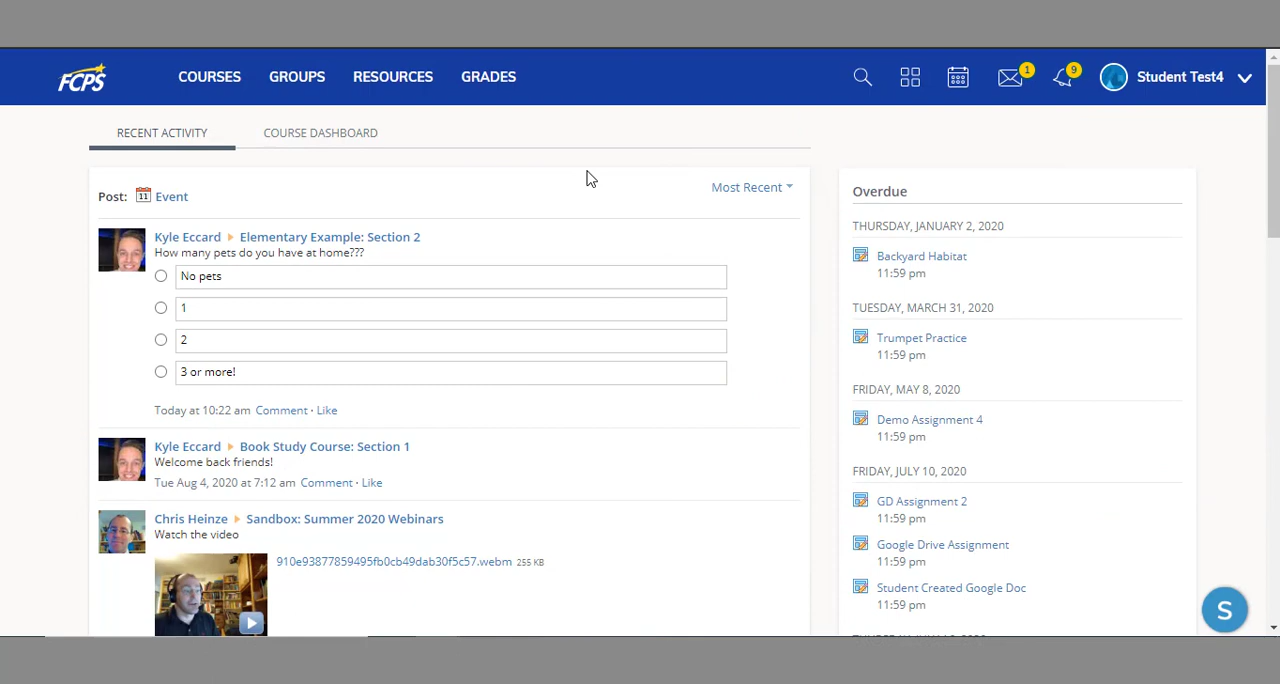 FCPS
COURSES GROUPS RESOURCES GRADES
1
9
Student Test4
RECENT ACTIVITY COURSE DASHBOARD
Post: 11 Event
Most Recent
Kyle Eccard Elementary Example: Section 2
How many pets do you have at home???
No pets
1
2
3 or more!
Today at 10:22 am Comment · Like
Kyle Eccard Book Study Course: Section 1
Welcome back friends!
Tue Aug 4, 2020 at 7:12 am Comment · Like
Chris Heinze Sandbox: Summer 2020 Webinars
Watch the video
910e93877859495fb0cb49dab30f5c57.webm 255 KB
Overdue
THURSDAY, JANUARY 2, 2020
Backyard Habitat
11:59 pm
TUESDAY, MARCH 31, 2020
Trumpet Practice
11:59 pm
FRIDAY, MAY 8, 2020
Demo Assignment 4
11:59 pm
FRIDAY, JULY 10, 2020
GD Assignment 2
11:59 pm
Google Drive Assignment
11:59 pm
Student Created Google Doc
11:59 pm
S